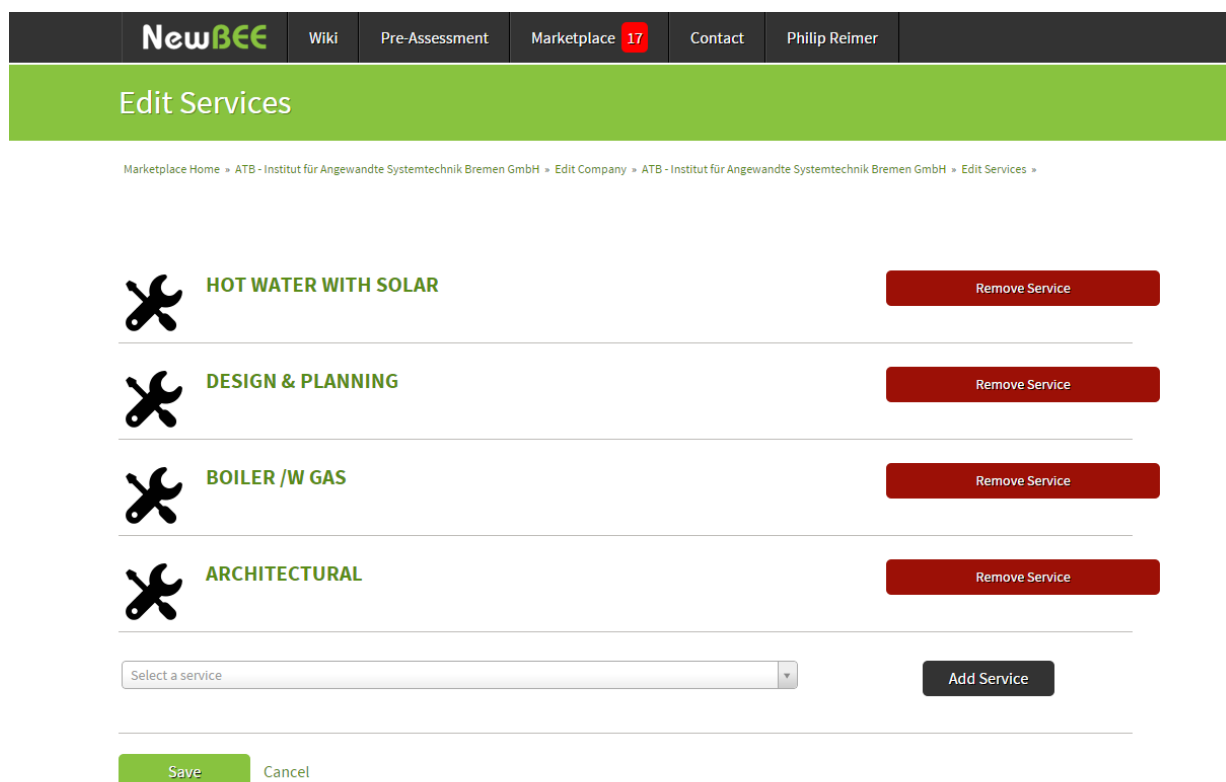 NewBEE Wiki Pre-Assessment Marketplace 17 Contact Philip Reimer
Edit Services
Marketplace Home » ATB - Institut für Angewandte Systemtechnik Bremen GmbH » Edit Company » ATB - Institut für Angewandte Systemtechnik Bremen GmbH » Edit Services »
HOT WATER WITH SOLAR Remove Service
DESIGN & PLANNING Remove Service
BOILER /W GAS Remove Service
ARCHITECTURAL Remove Service
Select a service Add Service
Save Cancel